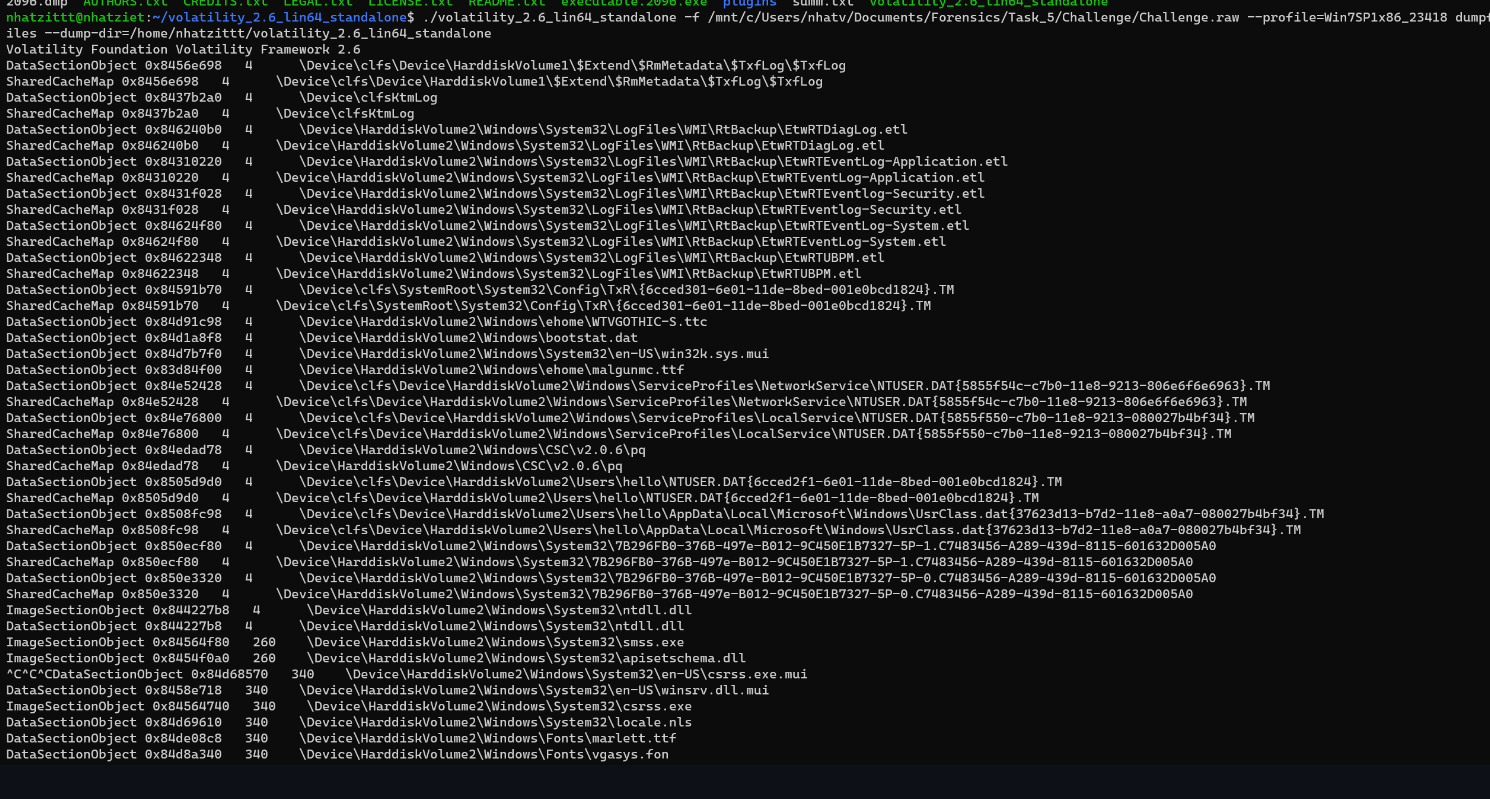 2096.dmp  AUTHORS.txt  CREDITS.txt  LEGAL.txt  LICENSE.txt  README.txt  executable.2096.exe  plugins  summ.txt  volatility_2.6_lin64_standalone
nhatzittt@nhatziet:~/volatility_2.6_lin64_standalone$ ./volatility_2.6_lin64_standalone -f /mnt/c/Users/nhatv/Documents/Forensics/Task_5/Challenge/Challenge.raw --profile=Win7SP1x86_23418 dumpf
iles --dump-dir=/home/nhatzittt/volatility_2.6_lin64_standalone
Volatility Foundation Volatility Framework 2.6
DataSectionObject 0x8456e698   4      \Device\clfs\Device\HarddiskVolume1\$Extend\$RmMetadata\$TxfLog\$TxfLog
SharedCacheMap 0x8456e698   4      \Device\clfs\Device\HarddiskVolume1\$Extend\$RmMetadata\$TxfLog\$TxfLog
DataSectionObject 0x8437b2a0   4      \Device\clfsKtmLog
SharedCacheMap 0x8437b2a0   4      \Device\clfsKtmLog
DataSectionObject 0x846240b0   4      \Device\HarddiskVolume2\Windows\System32\LogFiles\WMI\RtBackup\EtwRTDiagLog.etl
SharedCacheMap 0x846240b0   4      \Device\HarddiskVolume2\Windows\System32\LogFiles\WMI\RtBackup\EtwRTDiagLog.etl
DataSectionObject 0x84310220   4      \Device\HarddiskVolume2\Windows\System32\LogFiles\WMI\RtBackup\EtwRTEventLog-Application.etl
SharedCacheMap 0x84310220   4      \Device\HarddiskVolume2\Windows\System32\LogFiles\WMI\RtBackup\EtwRTEventLog-Application.etl
DataSectionObject 0x8431f028   4      \Device\HarddiskVolume2\Windows\System32\LogFiles\WMI\RtBackup\EtwRTEventlog-Security.etl
SharedCacheMap 0x8431f028   4      \Device\HarddiskVolume2\Windows\System32\LogFiles\WMI\RtBackup\EtwRTEventlog-Security.etl
DataSectionObject 0x84624f80   4      \Device\HarddiskVolume2\Windows\System32\LogFiles\WMI\RtBackup\EtwRTEventLog-System.etl
SharedCacheMap 0x84624f80   4      \Device\HarddiskVolume2\Windows\System32\LogFiles\WMI\RtBackup\EtwRTEventLog-System.etl
DataSectionObject 0x84622348   4      \Device\HarddiskVolume2\Windows\System32\LogFiles\WMI\RtBackup\EtwRTUBPM.etl
SharedCacheMap 0x84622348   4      \Device\HarddiskVolume2\Windows\System32\LogFiles\WMI\RtBackup\EtwRTUBPM.etl
DataSectionObject 0x84591b70   4      \Device\clfs\SystemRoot\System32\Config\TxR\{6cced301-6e01-11de-8bed-001e0bcd1824}.TM
SharedCacheMap 0x84591b70   4      \Device\clfs\SystemRoot\System32\Config\TxR\{6cced301-6e01-11de-8bed-001e0bcd1824}.TM
DataSectionObject 0x84d91c98   4      \Device\HarddiskVolume2\Windows\ehome\WTVGOTHIC-S.ttc
DataSectionObject 0x84d1a8f8   4      \Device\HarddiskVolume2\Windows\bootstat.dat
DataSectionObject 0x84d7b7f0   4      \Device\HarddiskVolume2\Windows\System32\en-US\win32k.sys.mui
DataSectionObject 0x83d84f00   4      \Device\HarddiskVolume2\Windows\ehome\malgunmc.ttf
DataSectionObject 0x84e52428   4      \Device\clfs\Device\HarddiskVolume2\Windows\ServiceProfiles\NetworkService\NTUSER.DAT{5855f54c-c7b0-11e8-9213-806e6f6e6963}.TM
SharedCacheMap 0x84e52428   4      \Device\clfs\Device\HarddiskVolume2\Windows\ServiceProfiles\NetworkService\NTUSER.DAT{5855f54c-c7b0-11e8-9213-806e6f6e6963}.TM
DataSectionObject 0x84e76800   4      \Device\clfs\Device\HarddiskVolume2\Windows\ServiceProfiles\LocalService\NTUSER.DAT{5855f550-c7b0-11e8-9213-080027b4bf34}.TM
SharedCacheMap 0x84e76800   4      \Device\clfs\Device\HarddiskVolume2\Windows\ServiceProfiles\LocalService\NTUSER.DAT{5855f550-c7b0-11e8-9213-080027b4bf34}.TM
DataSectionObject 0x84edad78   4      \Device\HarddiskVolume2\Windows\CSC\v2.0.6\pq
SharedCacheMap 0x84edad78   4      \Device\HarddiskVolume2\Windows\CSC\v2.0.6\pq
DataSectionObject 0x8505d9d0   4      \Device\clfs\Device\HarddiskVolume2\Users\hello\NTUSER.DAT{6cced2f1-6e01-11de-8bed-001e0bcd1824}.TM
SharedCacheMap 0x8505d9d0   4      \Device\clfs\Device\HarddiskVolume2\Users\hello\NTUSER.DAT{6cced2f1-6e01-11de-8bed-001e0bcd1824}.TM
DataSectionObject 0x8508fc98   4      \Device\clfs\Device\HarddiskVolume2\Users\hello\AppData\Local\Microsoft\Windows\UsrClass.dat{37623d13-b7d2-11e8-a0a7-080027b4bf34}.TM
SharedCacheMap 0x8508fc98   4      \Device\clfs\Device\HarddiskVolume2\Users\hello\AppData\Local\Microsoft\Windows\UsrClass.dat{37623d13-b7d2-11e8-a0a7-080027b4bf34}.TM
DataSectionObject 0x850ecf80   4      \Device\HarddiskVolume2\Windows\System32\7B296FB0-376B-497e-B012-9C450E1B7327-5P-1.C7483456-A289-439d-8115-601632D005A0
SharedCacheMap 0x850ecf80   4      \Device\HarddiskVolume2\Windows\System32\7B296FB0-376B-497e-B012-9C450E1B7327-5P-1.C7483456-A289-439d-8115-601632D005A0
DataSectionObject 0x850e3320   4      \Device\HarddiskVolume2\Windows\System32\7B296FB0-376B-497e-B012-9C450E1B7327-5P-0.C7483456-A289-439d-8115-601632D005A0
SharedCacheMap 0x850e3320   4      \Device\HarddiskVolume2\Windows\System32\7B296FB0-376B-497e-B012-9C450E1B7327-5P-0.C7483456-A289-439d-8115-601632D005A0
ImageSectionObject 0x844227b8   4      \Device\HarddiskVolume2\Windows\System32\ntdll.dll
DataSectionObject 0x844227b8   4      \Device\HarddiskVolume2\Windows\System32\ntdll.dll
ImageSectionObject 0x84564f80   260    \Device\HarddiskVolume2\Windows\System32\smss.exe
ImageSectionObject 0x8454f0a0   260    \Device\HarddiskVolume2\Windows\System32\apisetschema.dll
^C^C^CDataSectionObject 0x84d68570   340    \Device\HarddiskVolume2\Windows\System32\en-US\csrss.exe.mui
DataSectionObject 0x8458e718   340    \Device\HarddiskVolume2\Windows\System32\en-US\winsrv.dll.mui
ImageSectionObject 0x84564740   340    \Device\HarddiskVolume2\Windows\System32\csrss.exe
DataSectionObject 0x84d69610   340    \Device\HarddiskVolume2\Windows\System32\locale.nls
DataSectionObject 0x84de08c8   340    \Device\HarddiskVolume2\Windows\Fonts\marlett.ttf
DataSectionObject 0x84d8a340   340    \Device\HarddiskVolume2\Windows\Fonts\vgasys.fon